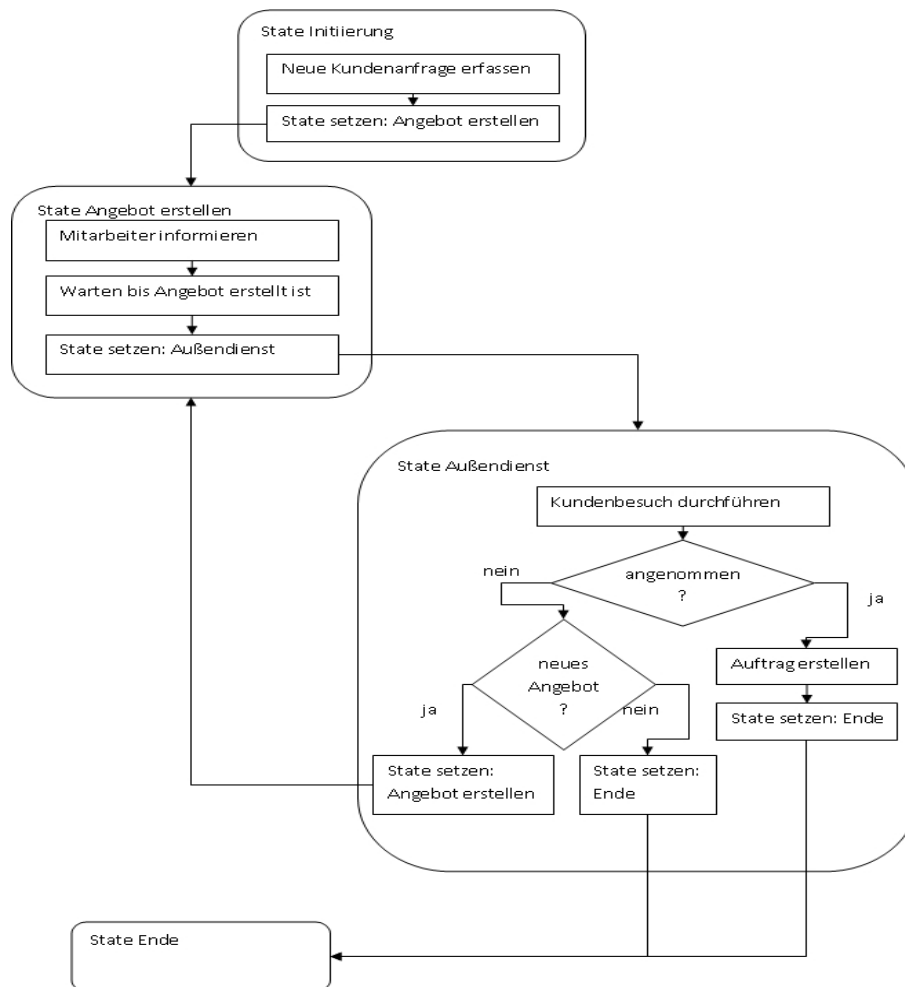 State Initiierung
Neue Kundenanfrage erfassen
State setzen: Angebot erstellen
State Angebot erstellen
Mitarbeiter informieren
Warten bis Angebot erstellt ist
State setzen: Außendienst
State Außendienst
Kundenbesuch durchführen
nein
angenommen
?
ja
neues
Angebot
?
ja
nein
Auftrag erstellen
State setzen: Ende
State setzen:
Angebot erstellen
State setzen:
Ende
State Ende